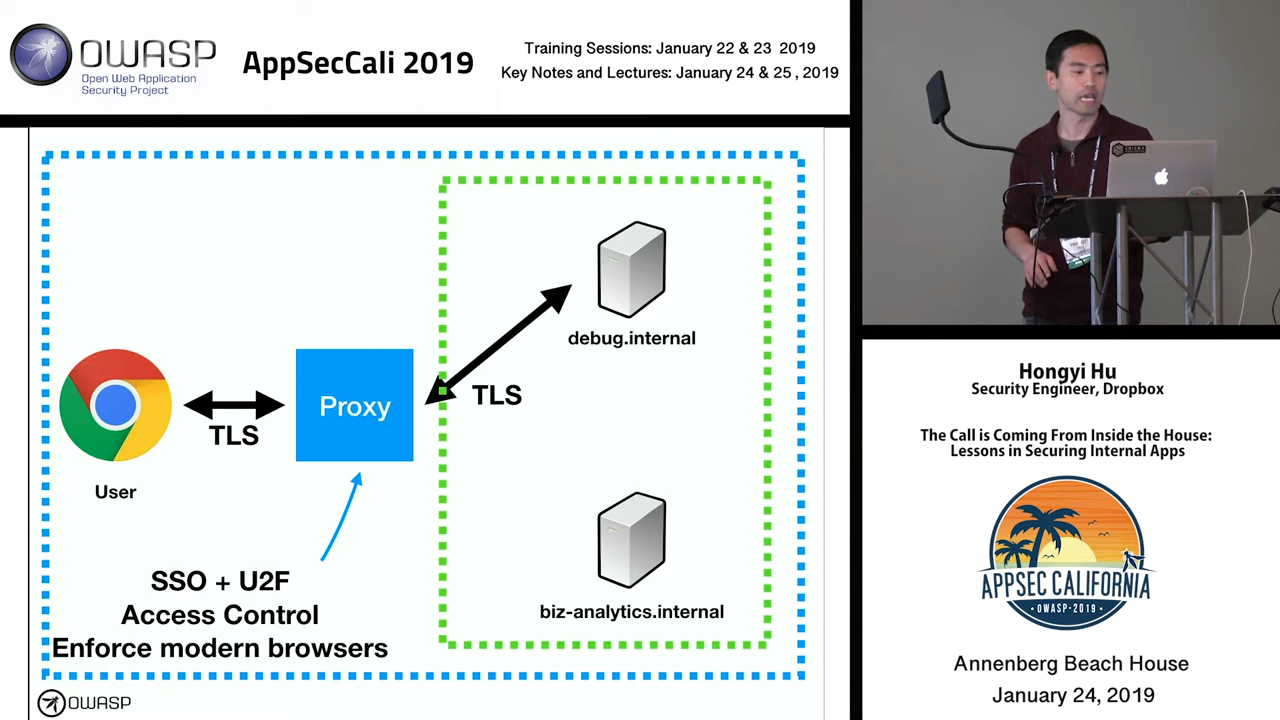 OWASP
Open Web Application
Security Project
AppSecCali 2019
Training Sessions: January 22 & 23 2019
Key Notes and Lectures: January 24 & 25 , 2019
debug.internal
TLS
Proxy
TLS
User
SSO + U2F
Access Control
Enforce modern browsers
biz-analytics.internal
OWASP
Hongyi Hu
Security Engineer, Dropbox
The Call is Coming From Inside the House:
Lessons in Securing Internal Apps
APPSEC CALIFORNIA
OWASP-2019
Annenberg Beach House
January 24, 2019